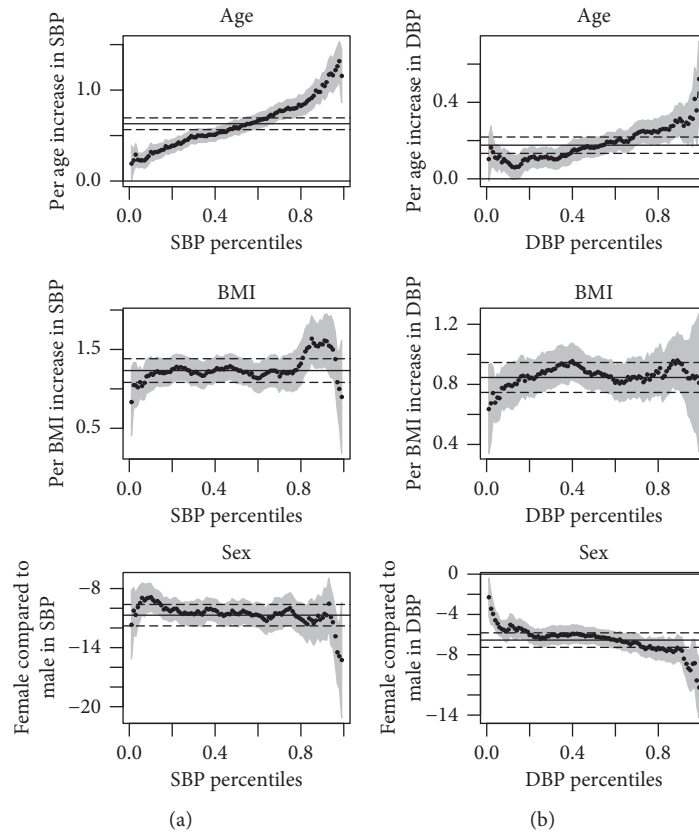 Age
Per age increase in SBP
1.0
0.0
0.0 0.4 0.8
SBP percentiles
Age
Per age increase in DBP
0.4
0.0
0.0 0.4 0.8
DBP percentiles
BMI
Per BMI increase in SBP
1.5
0.5
0.0 0.4 0.8
SBP percentiles
BMI
Per BMI increase in DBP
1.2
0.8
0.4
0.0 0.4 0.8
DBP percentiles
Sex
Female compared to
male in SBP
−8
−14
−20
0.0 0.4 0.8
SBP percentiles
Sex
Female compared to
male in DBP
0
−4
−8
−14
0.0 0.4 0.8
DBP percentiles
(a)
(b)